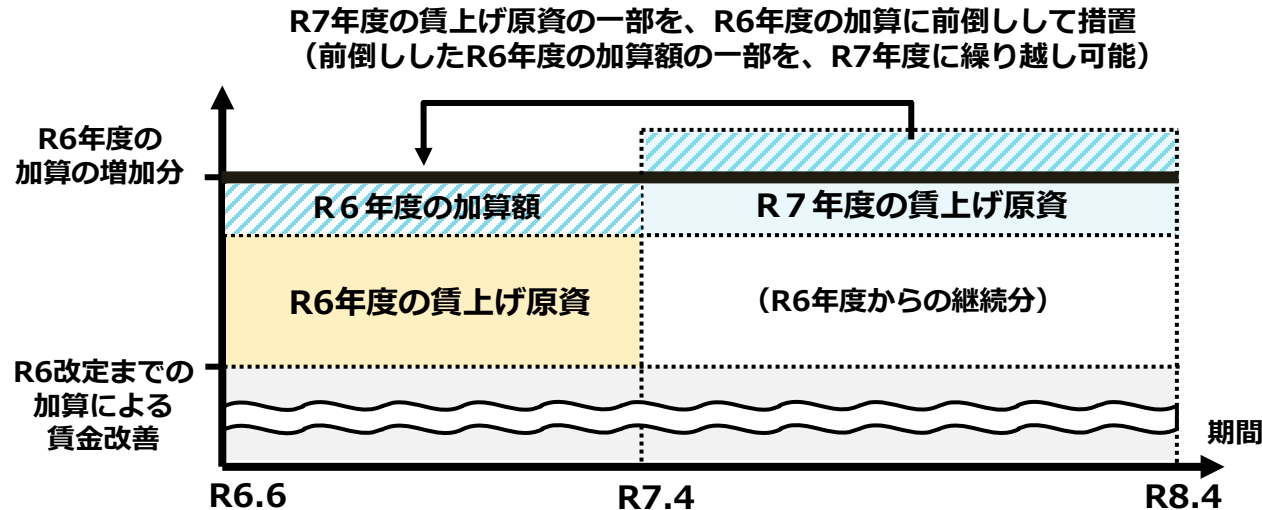 R7年度の賃上げ原資の一部を、R6年度の加算に前倒しして措置
（前倒ししたR6年度の加算額の一部を、R7年度に繰り越し可能）
R6年度の
加算の増加分
R６年度の加算額
R７年度の賃上げ原資
R6年度の賃上げ原資
（R6年度からの継続分）
R6改定までの
加算による
賃金改善
期間
R6.6
R7.4
R8.4